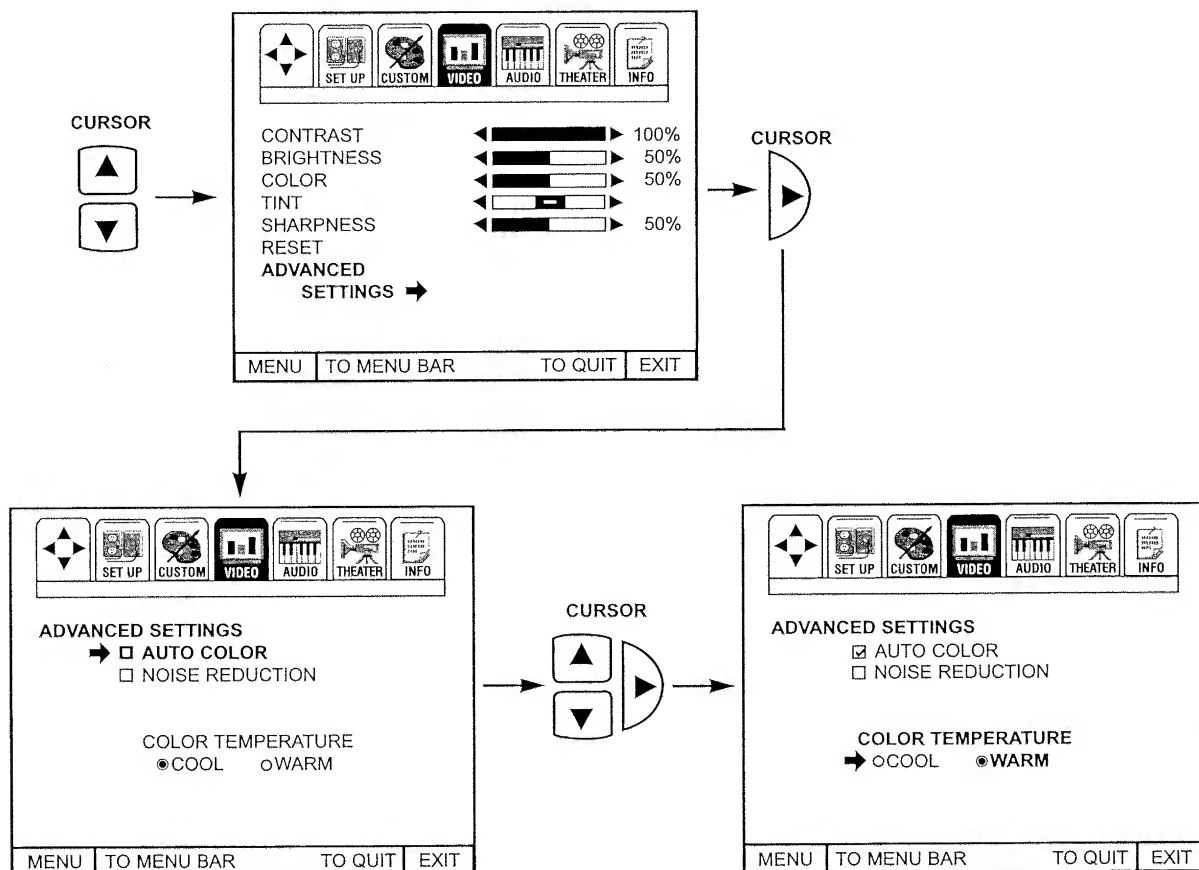 SET UP CUSTOM VIDEO AUDIO THEATER INFO
CURSOR
CONTRAST 100%
BRIGHTNESS 50%
COLOR 50%
TINT
SHARPNESS 50%
RESET
ADVANCED
SETTINGS
MENU TO MENU BAR TO QUIT EXIT
CURSOR
SET UP CUSTOM VIDEO AUDIO THEATER INFO
ADVANCED SETTINGS
AUTO COLOR
NOISE REDUCTION
COLOR TEMPERATURE
COOL WARM
MENU TO MENU BAR TO QUIT EXIT
CURSOR
SET UP CUSTOM VIDEO AUDIO THEATER INFO
ADVANCED SETTINGS
AUTO COLOR
NOISE REDUCTION
COLOR TEMPERATURE
COOL WARM
MENU TO MENU BAR TO QUIT EXIT